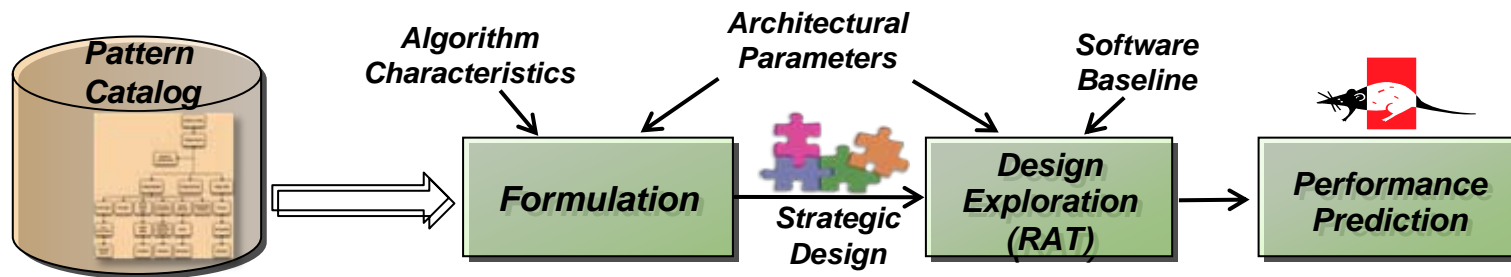 Pattern
Catalog
Algorithm
Characteristics
Architectural
Parameters
Software
Baseline
Formulation
Strategic
Design
Design
Exploration
(RAT)
Performance
Prediction